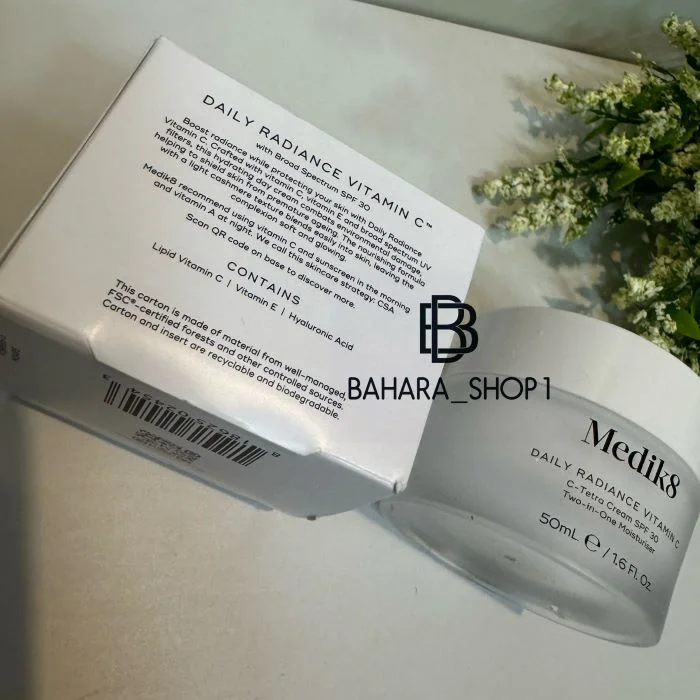 DAILY RADIANCE VITAMIN C™
with Broad Spectrum SPF 30
Boost radiance while protecting your skin with Daily Radiance
Vitamin C. Crafted with vitamin C, vitamin E and broad spectrum UV
filters, this hydrating day cream combats environmental damage,
helping to shield skin from premature ageing. The nourishing formula
with a light cashmere texture blends easily into skin, leaving the
complexion soft and glowing.
Medik8 recommend using vitamin C and sunscreen in the morning
and vitamin A at night. We call this skincare strategy: CSA
Scan QR code on base to discover more.
CONTAINS
Lipid Vitamin C | Vitamin E | Hyaluronic Acid
This carton is made of material from well-managed,
FSC®-certified forests and other controlled sources.
Carton and insert are recyclable and biodegradable.
BAHARA_SHOP1
Medik8
DAILY RADIANCE VITAMIN C
C-Tetra Cream SPF 30
Two-in-One Moisturiser
50mL ℮ / 1.6 Fl. Oz.